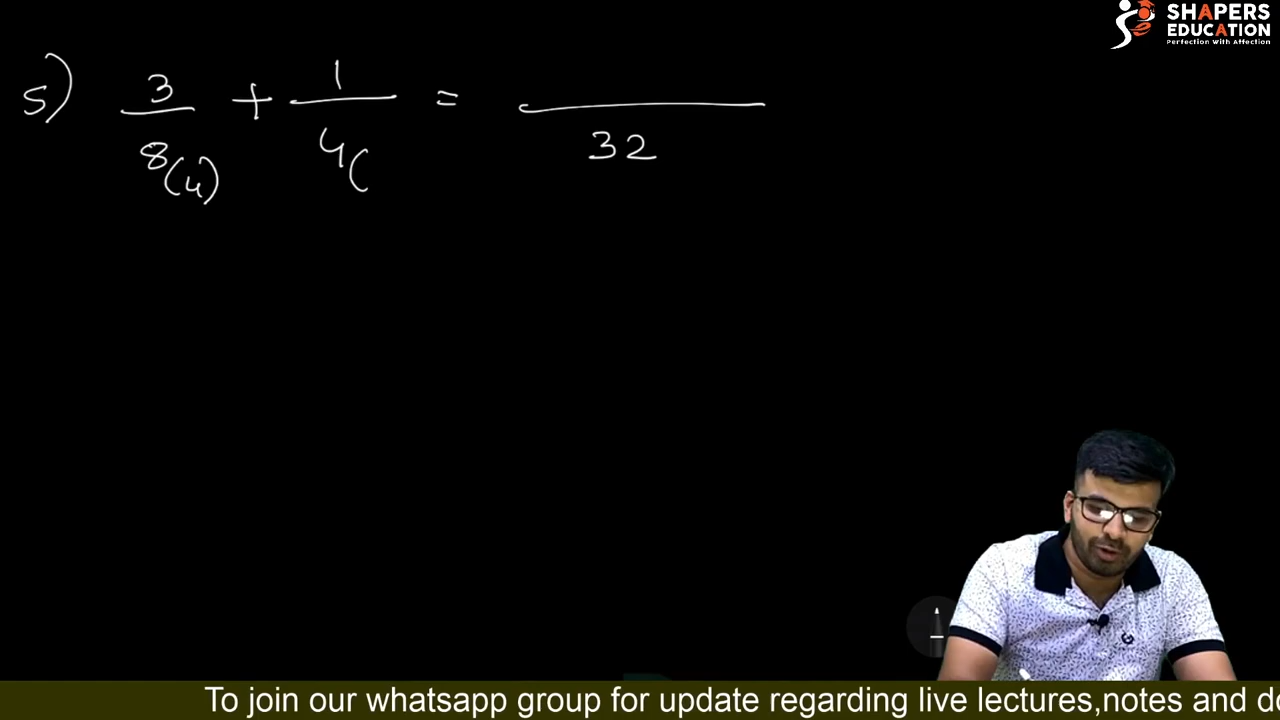 SHAPERS
EDUCATION
Perfection With Affection
5) 3/8(4) + 1/4( = /32
To join our whatsapp group for update regarding live lectures,notes and d